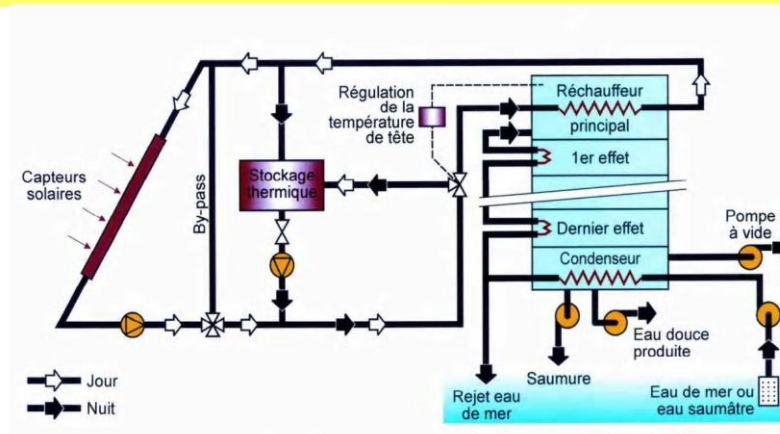 Régulation
de la
température
de tête
Réchauffeur
principal
1er effet
Capteurs
solaires
By-pass
Stockage
thermique
Dernier effet
Condenseur
Pompe
à vide
Eau douce
produite
Jour
Nuit
Saumure
Rejet eau
de mer
Eau de mer ou
eau saumâtre